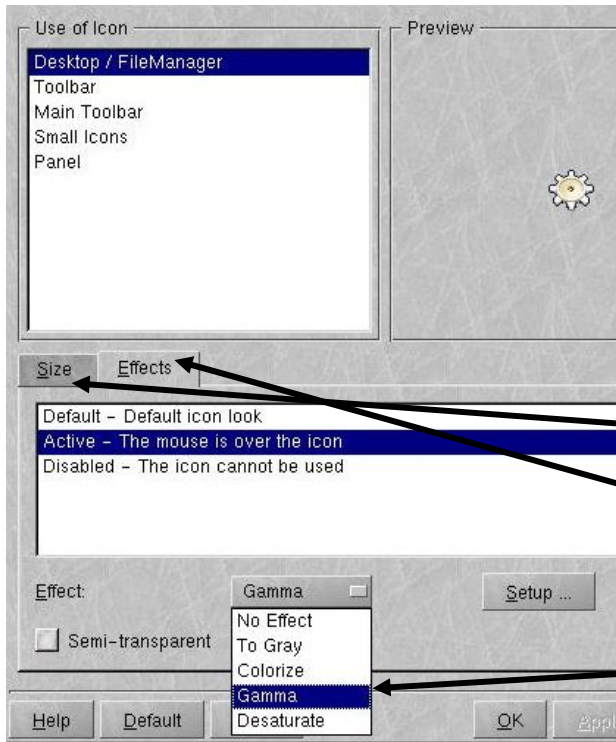 Use of Icon
Preview
Desktop / FileManager
Toolbar
Main Toolbar
Small Icons
Panel
Size
Effects
Default – Default icon look
Active – The mouse is over the icon
Disabled – The icon cannot be used
Effect:
Gamma
Setup ...
Semi-transparent
No Effect
To Gray
Colorize
Gamma
Desaturate
Help
Default
OK